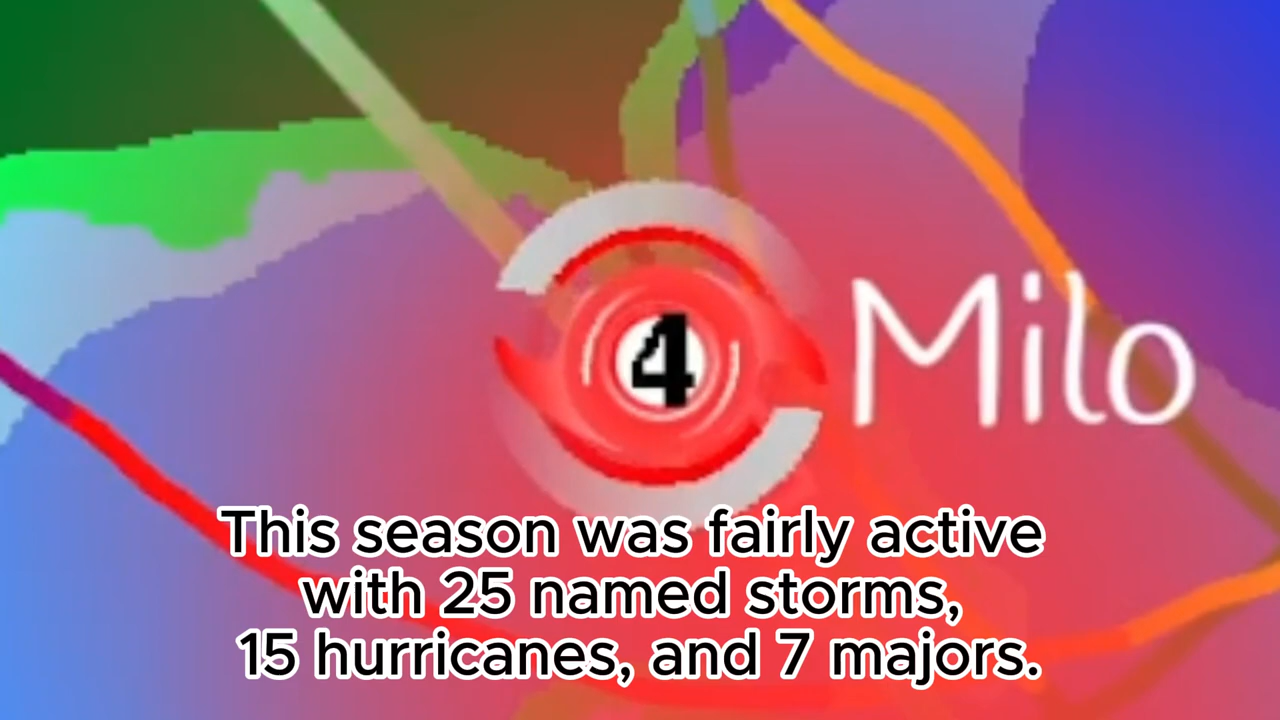 4
Milo
This season was fairly active
with 25 named storms,
15 hurricanes, and 7 majors.